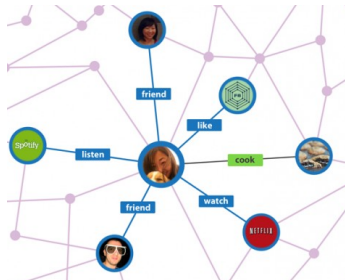 friend
like
Spotify
listen
cook
friend
watch
NETFLIX